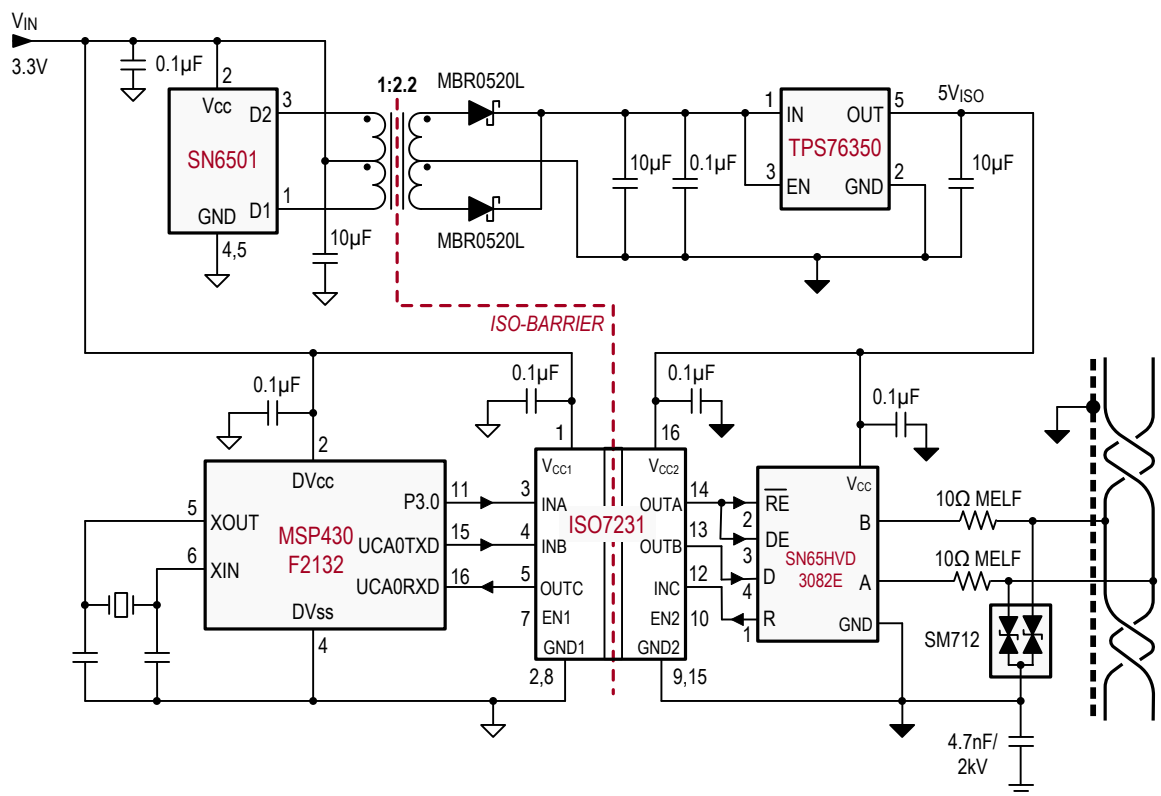 VIN
3.3V
0.1µF
2
Vcc
D2
3
SN6501
D1
1
GND
4,5
1:2.2
MBR0520L
MBR0520L
10µF
10µF
0.1µF
1
IN
OUT
5
TPS76350
3
EN
GND
2
5VISO
10µF
ISO-BARRIER
0.1µF
2
DVcc
5
XOUT
P3.0
11
MSP430
F2132
UCA0TXD
15
6
XIN
UCA0RXD
16
DVss
4
0.1µF
1
VCC1
3
INA
4
INB
5
OUTC
7
EN1
GND1
2,8
ISO7231
0.1µF
16
VCC2
OUTA
14
OUTB
13
INC
12
EN2
10
GND2
9,15
0.1µF
VCC
RE
2
DE
3
D
4
R
1
SN65HVD
3082E
B
A
GND
10Ω MELF
10Ω MELF
SM712
4.7nF/
2kV